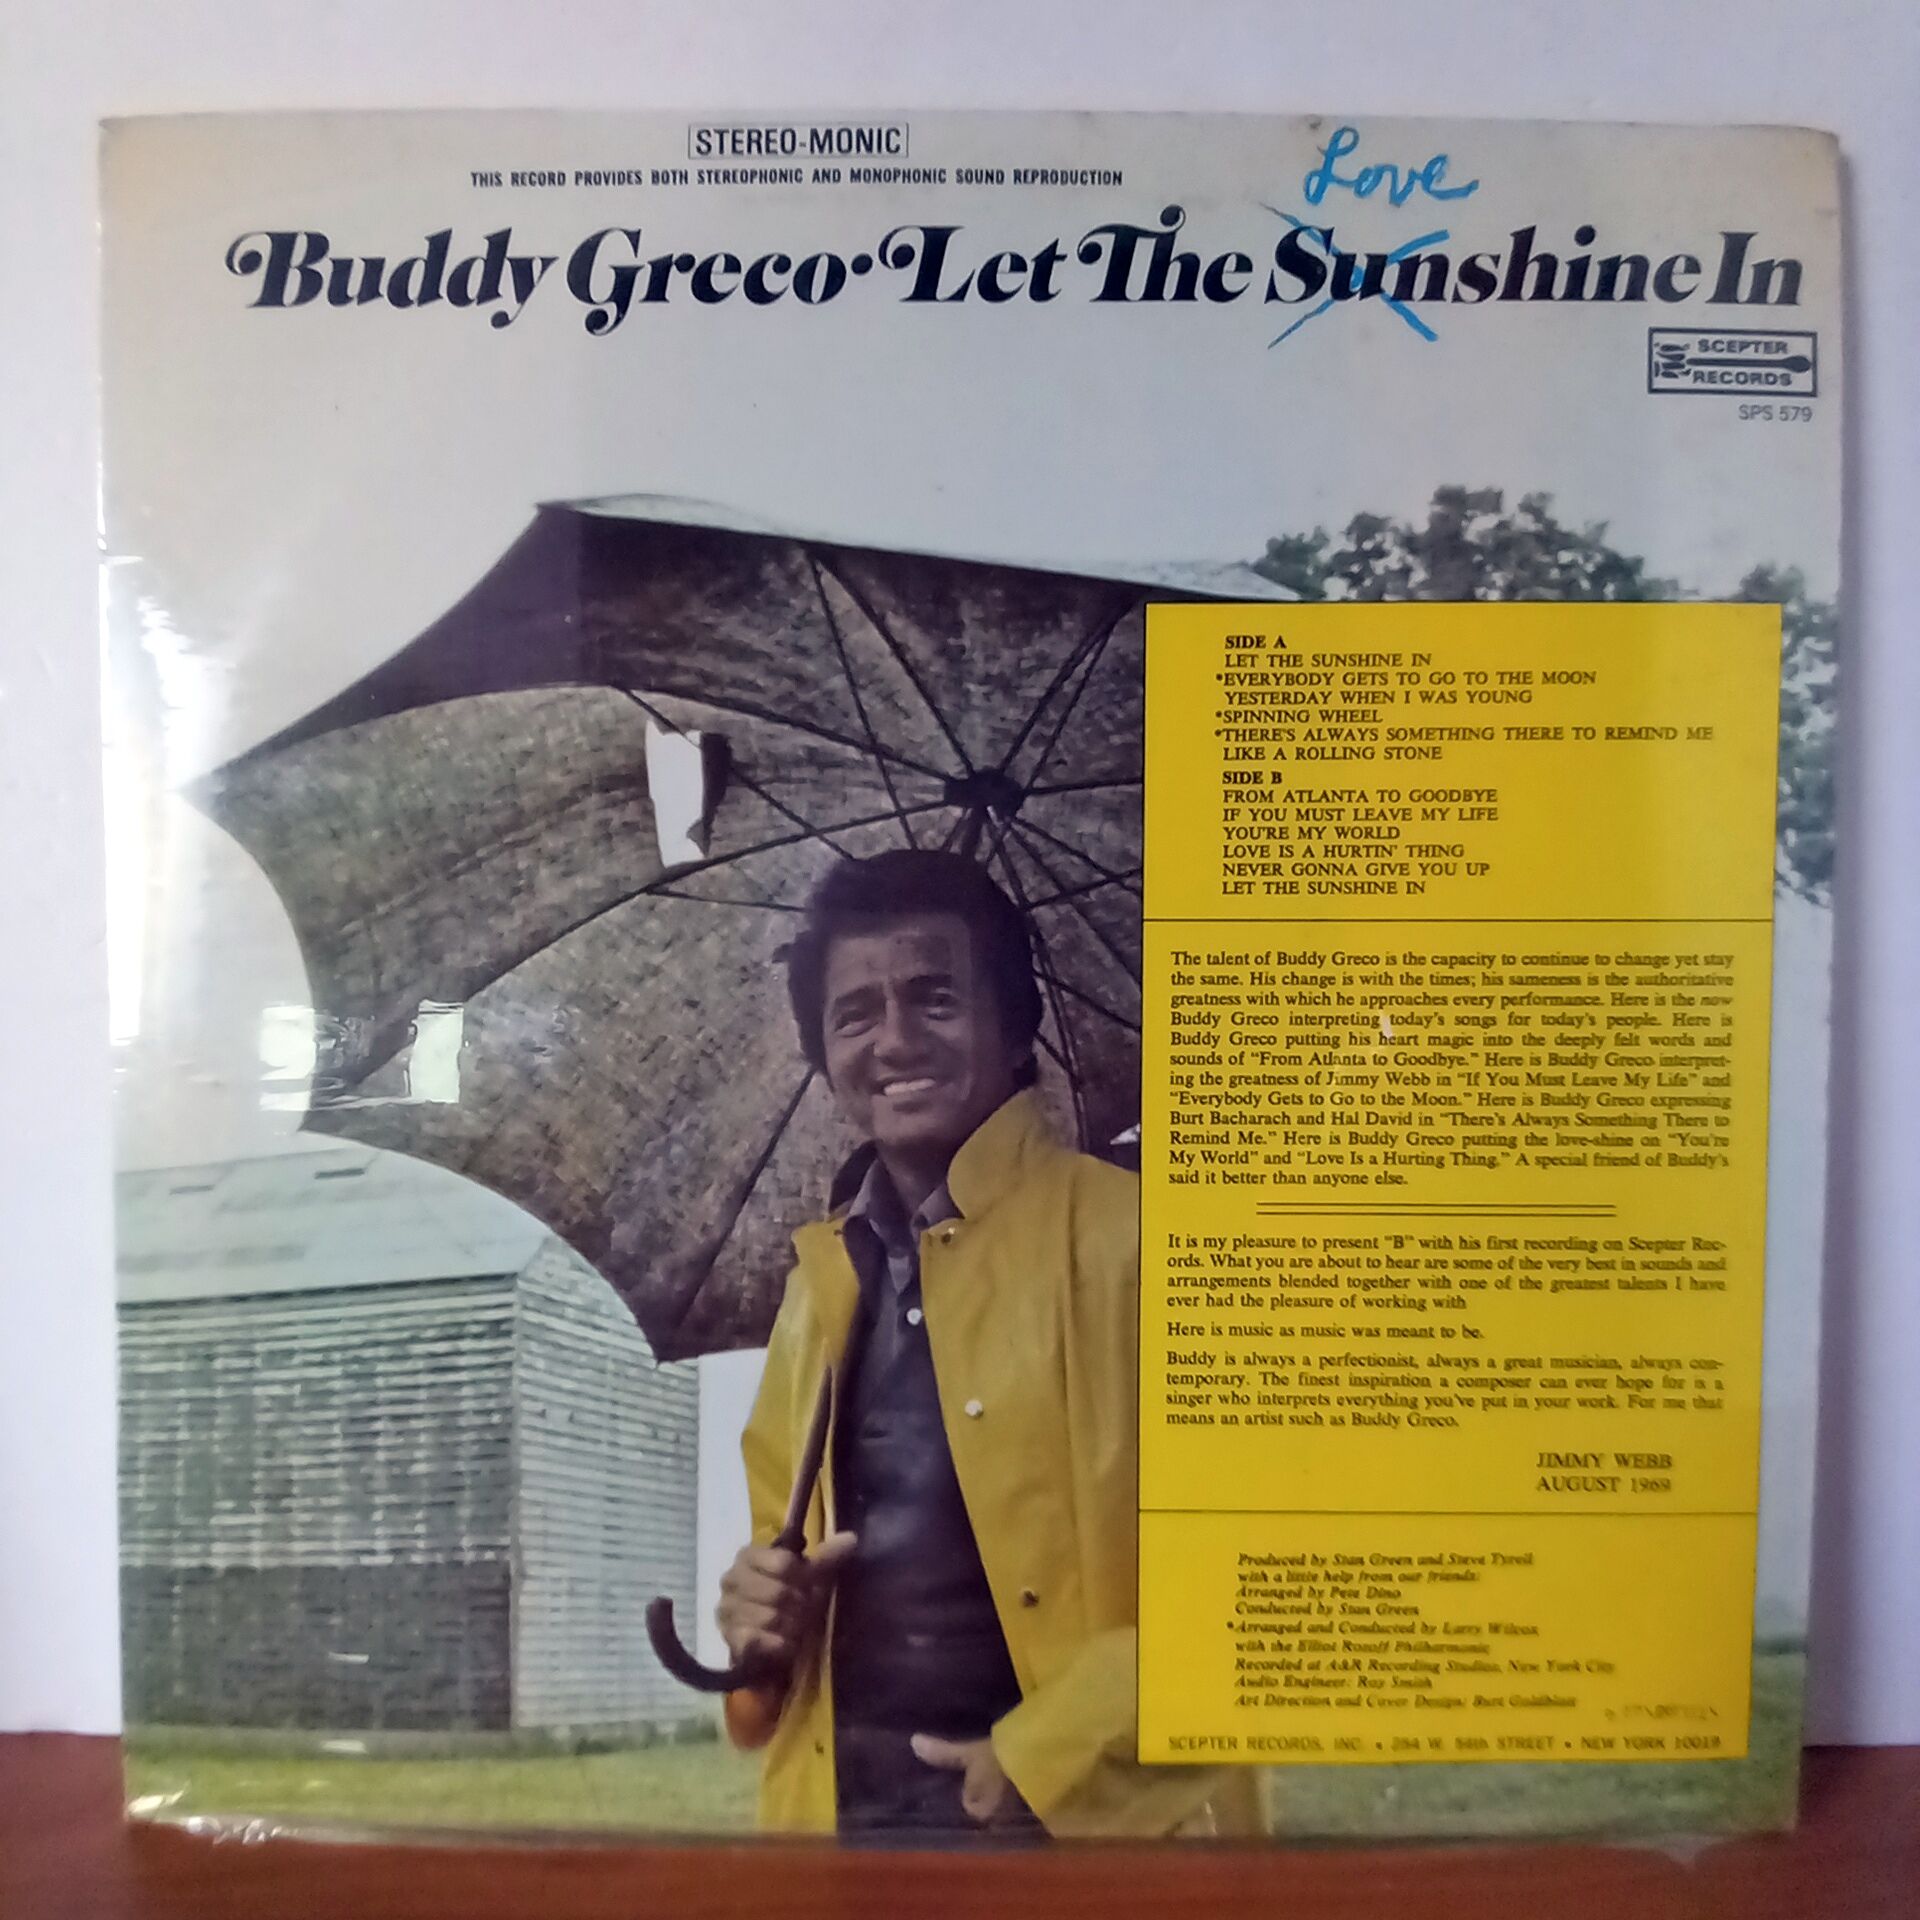 STEREO-MONIC
THIS RECORD PROVIDES BOTH STEREOPHONIC AND MONOPHONIC SOUND REPRODUCTION
Love
Buddy Greco•Let The Sunshine In
SCEPTER
RECORDS
SPS 579
SIDE A
LET THE SUNSHINE IN
*EVERYBODY GETS TO GO TO THE MOON
YESTERDAY WHEN I WAS YOUNG
*SPINNING WHEEL
*THERE'S ALWAYS SOMETHING THERE TO REMIND ME
LIKE A ROLLING STONE
SIDE B
FROM ATLANTA TO GOODBYE
IF YOU MUST LEAVE MY LIFE
YOU'RE MY WORLD
LOVE IS A HURTIN' THING
NEVER GONNA GIVE YOU UP
LET THE SUNSHINE IN
The talent of Buddy Greco is the capacity to continue to change yet stay
the same. His change is with the times; his sameness is the authoritative
greatness with which he approaches every performance. Here is the now
Buddy Greco interpreting today's songs for today's people. Here is
Buddy Greco putting his heart magic into the deeply felt words and
sounds of "From Atlanta to Goodbye." Here is Buddy Greco interpret-
ing the greatness of Jimmy Webb in "If You Must Leave My Life" and
"Everybody Gets to Go to the Moon." Here is Buddy Greco expressing
Burt Bacharach and Hal David in "There's Always Something There to
Remind Me." Here is Buddy Greco putting the love-shine on "You're
My World" and "Love Is a Hurting Thing." A special friend of Buddy's
said it better than anyone else.
It is my pleasure to present "B" with his first recording on Scepter Rec-
ords. What you are about to hear are some of the very best in sounds and
arrangements blended together with one of the greatest talents I have
ever had the pleasure of working with
Here is music as music was meant to be.
Buddy is always a perfectionist, always a great musician, always con-
temporary. The finest inspiration a composer can ever hope for is a
singer who interprets everything you've put in your work. For me that
means an artist such as Buddy Greco.
JIMMY WEBB
AUGUST 1969
Produced by Stan Green and Steve Tyrell
with a little help from our friends:
Arranged by Pete Dino
Conducted by Stan Green
*Arranged and Conducted by Larry Wilcox
with the Elliot Rosoff Philharmonic
Recorded at A&R Recording Studios, New York City
Audio Engineer: Roy Smith
Art Direction and Cover Design: Burt Goldblatt
SCEPTER RECORDS, INC. • 254 W. 54th STREET • NEW YORK 10019